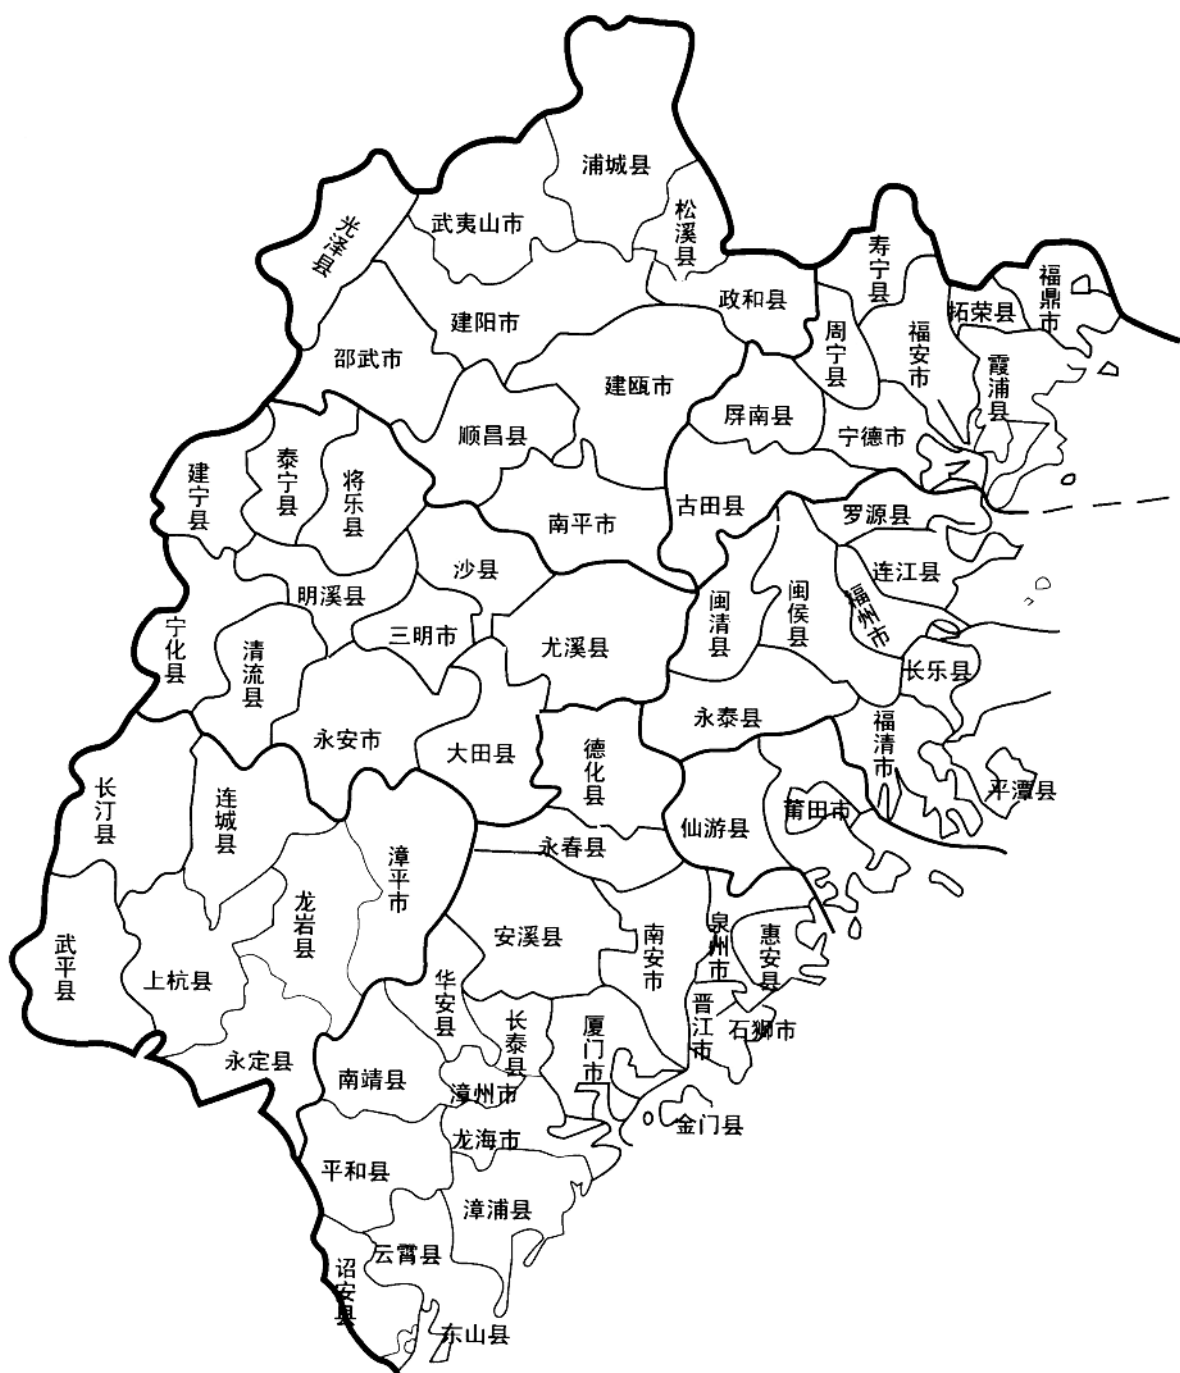 浦城县
松溪县
武夷山市
光泽县
寿宁县
福鼎市
政和县
拓荣县
建阳市
周宁县
福安市
邵武市
霞浦县
建瓯市
屏南县
顺昌县
宁德市
泰宁县
将乐县
建宁县
古田县
南平市
罗源县
沙县
连江县
明溪县
闽清县
闽侯县
福州市
三明市
宁化县
清流县
尤溪县
长乐县
永泰县
福清市
永安市
大田县
德化县
平潭县
长汀县
连城县
莆田市
仙游县
永春县
漳平市
龙岩县
安溪县
南安市
泉州市
惠安县
武平县
上杭县
华安县
长泰县
厦门市
晋江市
石狮市
永定县
南靖县
漳州市
金门县
龙海市
平和县
漳浦县
云霄县
诏安县
东山县